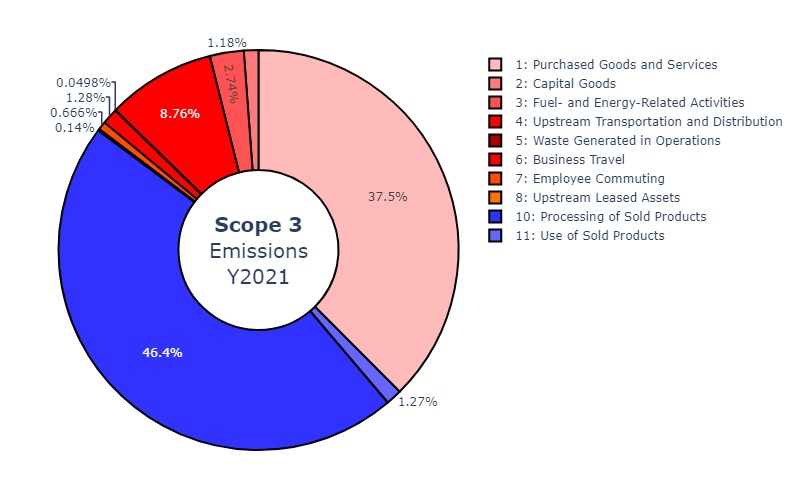 1.18%
2.74%
0.0498%
1.28%
0.666%
0.14%
8.76%
37.5%
46.4%
1.27%
Scope 3
Emissions
Y2021
1: Purchased Goods and Services
2: Capital Goods
3: Fuel- and Energy-Related Activities
4: Upstream Transportation and Distribution
5: Waste Generated in Operations
6: Business Travel
7: Employee Commuting
8: Upstream Leased Assets
10: Processing of Sold Products
11: Use of Sold Products